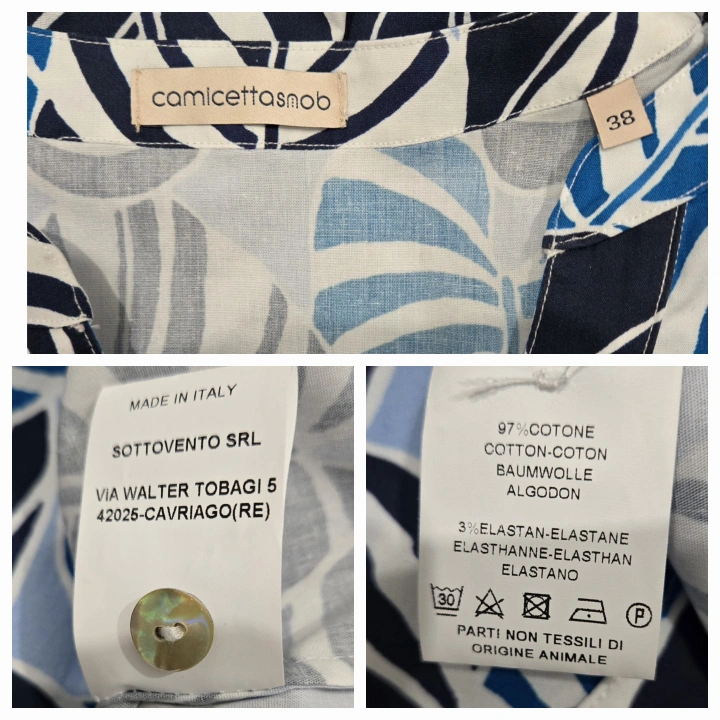 camicettasnob
38
MADE IN ITALY
SOTTOVENTO SRL
ViA WALTER TOBAGI 5
42025-CAVRIAGO(RE)
97%COTONE
COTTON-COTON
BAUMWOLLE
ALGODON
3%ELASTAN-ELASTANE
ELASTHANNE-ELASTHAN
ELASTANO
30
P
PARTI NON TESSILI DI
ORIGINE ANIMALE